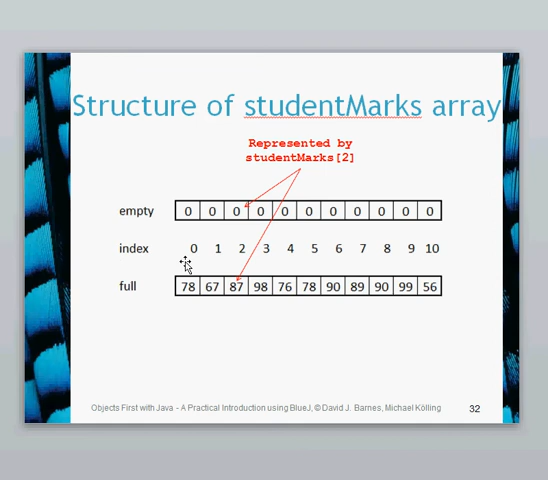 Structure of studentMarks array
Represented by
studentMarks[2]
empty 0 0 0 0 0 0 0 0 0 0 0
index 0 1 2 3 4 5 6 7 8 9 10
full 78 67 87 98 76 78 90 89 90 99 56
Objects First with Java - A Practical Introduction using BlueJ, © David J. Barnes, Michael Kölling 32